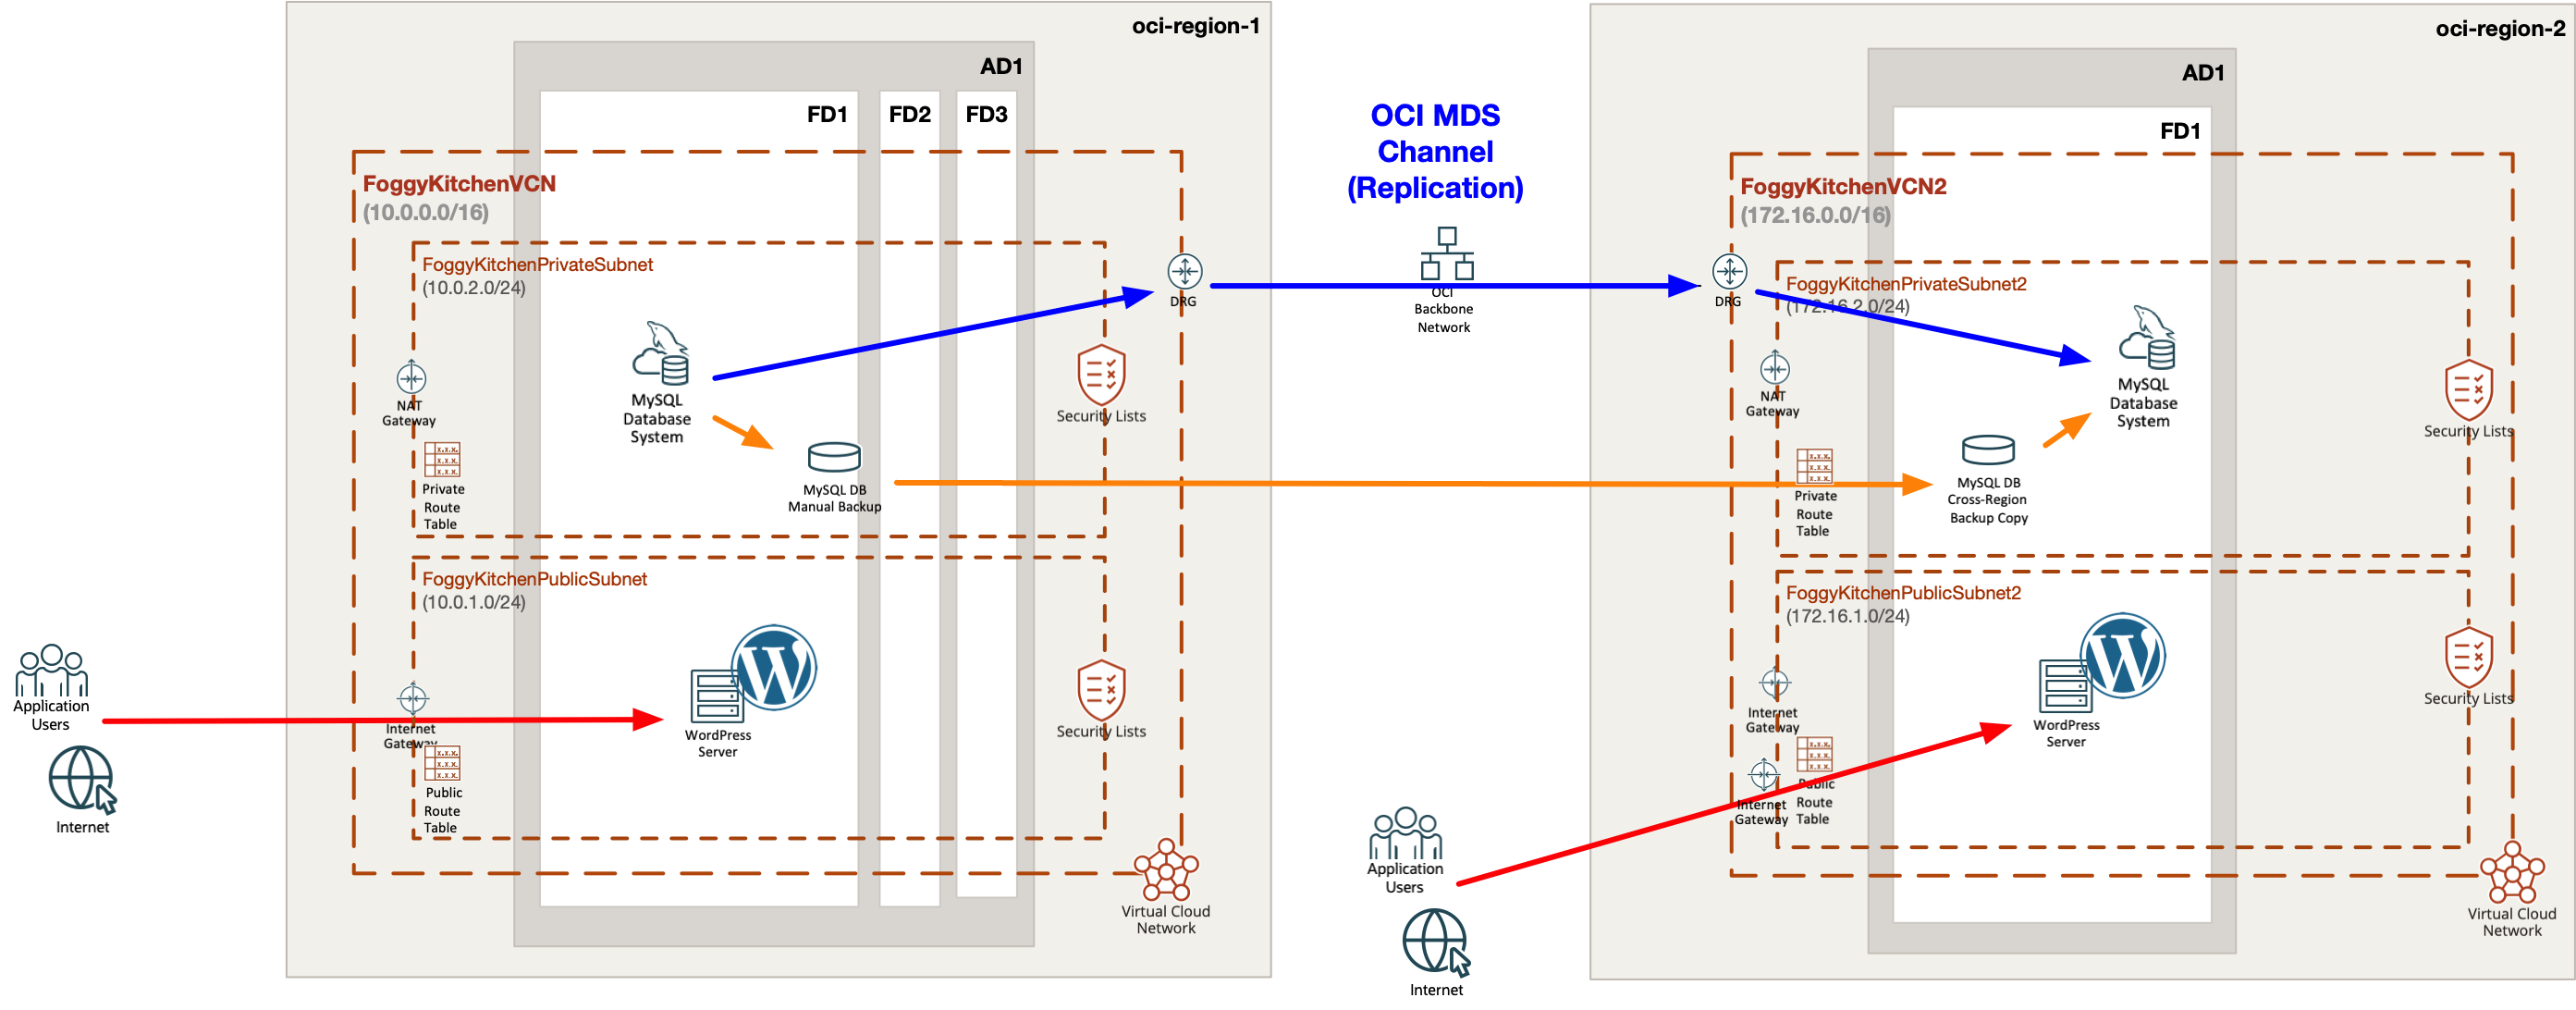 oci-region-1
AD1
FD1
FD2
FD3
FoggyKitchenVCN
(10.0.0.0/16)
FoggyKitchenPrivateSubnet
(10.0.2.0/24)
DRG
MySQL
Database
System
NAT
Gateway
Security Lists
MySQL DB
Manual Backup
Private
Route
Table
FoggyKitchenPublicSubnet
(10.0.1.0/24)
Application
Users
Internet
Internet
Gateway
Public
Route
Table
WordPress
Server
Security Lists
Virtual Cloud
Network
OCI MDS
Channel
(Replication)
OCI
Backbone
Network
oci-region-2
AD1
FD1
FoggyKitchenVCN2
(172.16.0.0/16)
FoggyKitchenPrivateSubnet2
(172.16.2.0/24)
DRG
MySQL
Database
System
NAT
Gateway
Security Lists
MySQL DB
Cross-Region
Backup Copy
Private
Route
Table
FoggyKitchenPublicSubnet2
(172.16.1.0/24)
Internet
Gateway
Internet
Gateway
Public
Route
Table
WordPress
Server
Security Lists
Application
Users
Internet
Virtual Cloud
Network